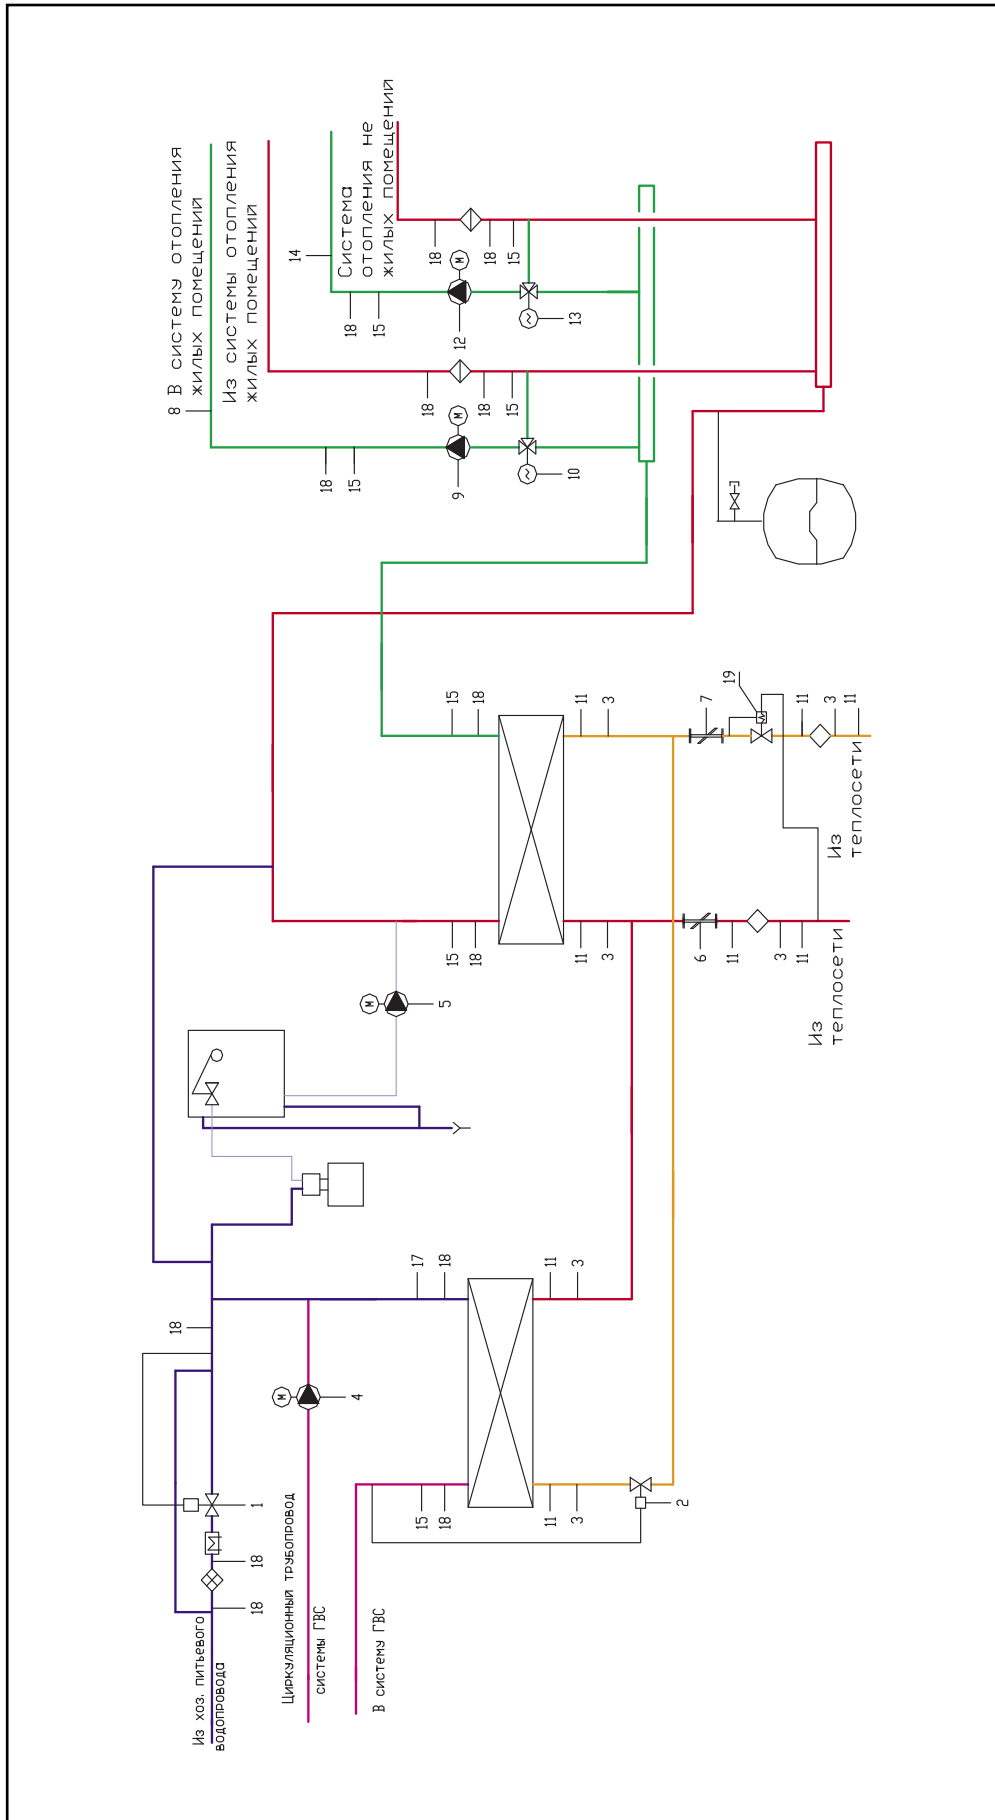 8 В систему отопления
жилых помещений
Из системы отопления
жилых помещений
14
Система
отопления не
жилых помещений
18
18
15
M
18
15
12
13
18
18
15
M
18
15
9
10
15
18
11
3
7
19
11
3
11
Из
теплосети
15
18
11
3
6
11
3
11
Из
теплосети
M
5
17
18
11
3
18
M
4
1
18
18
15
18
11
3
2
Из хоз. питьевого
водопровода
Циркуляционный трубопровод
системы ГВС
В систему ГВС